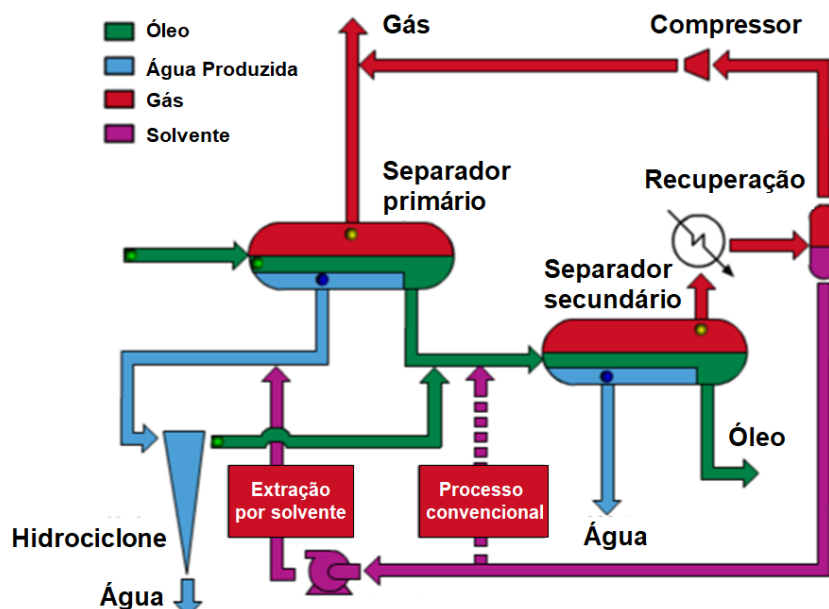 Óleo
Água Produzida
Gás
Solvente
Gás
Compressor
Separador
primário
Recuperação
Separador
secundário
Óleo
Extração
por solvente
Processo
convencional
Hidrociclone
Água
Água